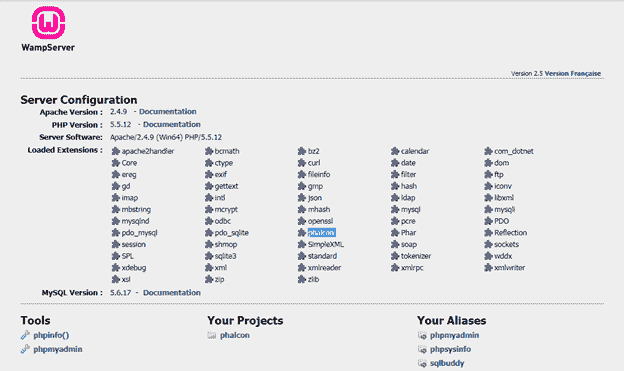 WampServer
Version 2.5 Version Française
Server Configuration
Apache Version : 2.4.9 - Documentation
PHP Version : 5.5.12 - Documentation
Server Software: Apache/2.4.9 (Win64) PHP/5.5.12
Loaded Extensions : apache2handler bcmath bz2 calendar com_dotnet
Core ctype curl date dom
ereg exif fileinfo filter ftp
gd gettext gmp hash iconv
imap intl json ldap libxml
mbstring mcrypt mhash mysql mysqli
mysqlnd odbc openssl pcre PDO
pdo_mysql pdo_sqlite phalcon Phar Reflection
session shmop SimpleXML soap sockets
SPL sqlite3 standard tokenizer wddx
xdebug xml xmlreader xmlrpc xmlwriter
xsl zip zlib
MySQL Version : 5.6.17 - Documentation
Tools Your Projects Your Aliases
phpinfo() phalcon phpmyadmin
phpmyadmin phpsysinfo
sqlbuddy